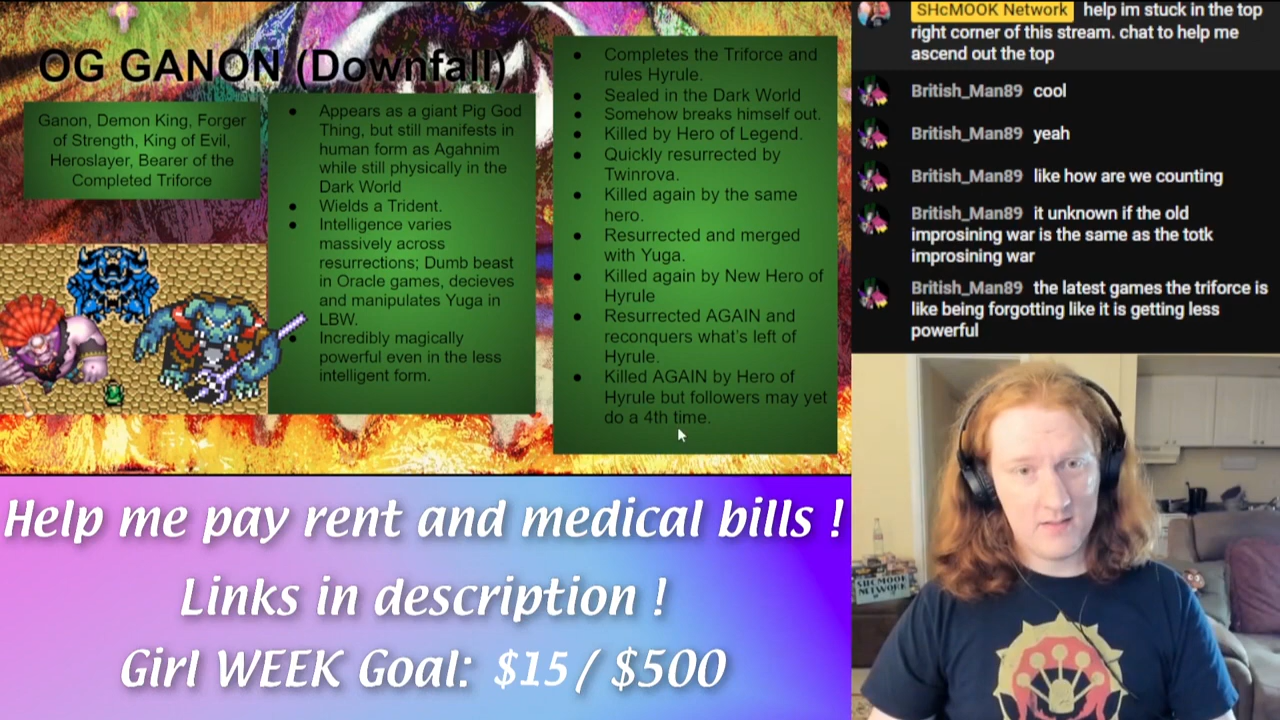 OG GANON (Downfall)
Ganon, Demon King, Forger
of Strength, King of Evil,
Heroslayer, Bearer of the
Completed Triforce
● Appears as a giant Pig God
Thing, but still manifests in
human form as Agahnim
while still physically in the
Dark World
● Wields a Trident.
● Intelligence varies
massively across
resurrections; Dumb beast
in Oracle games, decieves
and manipulates Yuga in
LBW.
● Incredibly magically
powerful even in the less
intelligent form.
● Completes the Triforce and
rules Hyrule.
● Sealed in the Dark World
● Somehow breaks himself out.
● Killed by Hero of Legend.
● Quickly resurrected by
Twinrova.
● Killed again by the same
hero.
● Resurrected and merged
with Yuga.
● Killed again by New Hero of
Hyrule
● Resurrected AGAIN and
reconquers what's left of
Hyrule.
● Killed AGAIN by Hero of
Hyrule but followers may yet
do a 4th time.
SHcMOOK Network help im stuck in the top
right corner of this stream. chat to help me
ascend out the top
British_Man89 cool
British_Man89 yeah
British_Man89 like how are we counting
British_Man89 it unknown if the old
improsining war is the same as the totk
improsining war
British_Man89 the latest games the triforce is
like being forgotting like it is getting less
powerful
SHCMOOK
NETWORK
Help me pay rent and medical bills !
Links in description !
Girl WEEK Goal: $15 / $500